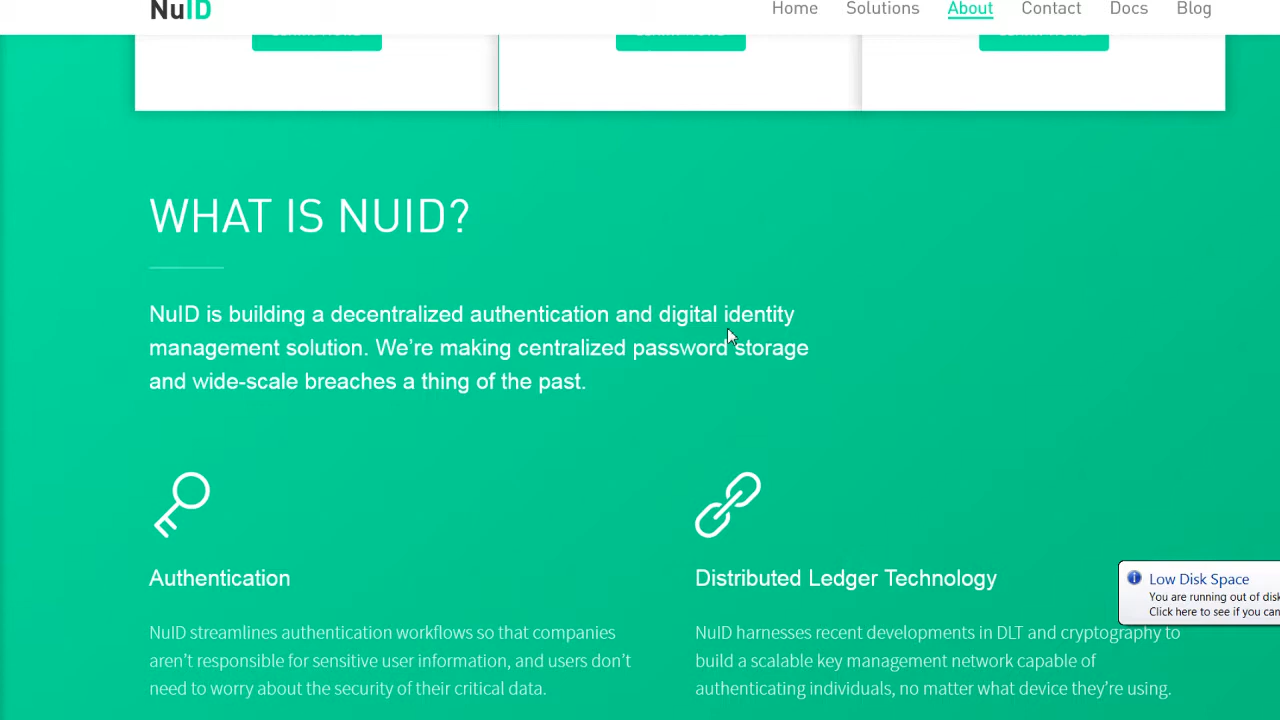 NuID
Home Solutions About Contact Docs Blog
WHAT IS NUID?
NuID is building a decentralized authentication and digital identity
management solution. We’re making centralized password storage
and wide-scale breaches a thing of the past.
Authentication
NuID streamlines authentication workflows so that companies
aren’t responsible for sensitive user information, and users don’t
need to worry about the security of their critical data.
Distributed Ledger Technology
NuID harnesses recent developments in DLT and cryptography to
build a scalable key management network capable of
authenticating individuals, no matter what device they’re using.
Low Disk Space
You are running out of disk
Click here to see if you can